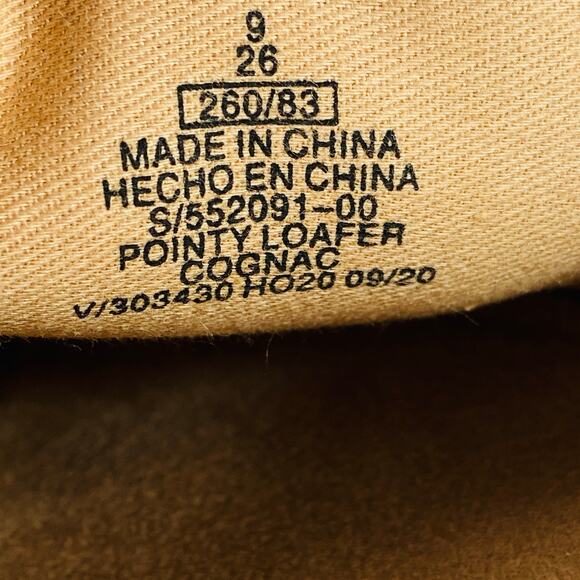 9
26
260/83
MADE IN CHINA
HECHO EN CHINA
S/552091-00
POINTY LOAFER
COGNAC
V/303430 HO20 09/20